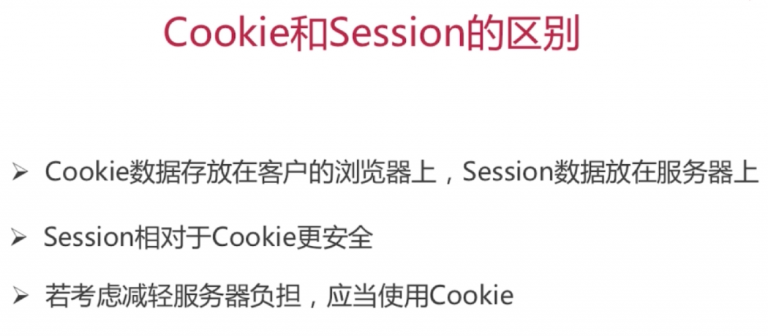 Cookie和Session的区别
➢ Cookie数据存放在客户的浏览器上，Session数据放在服务器上
➢ Session相对于Cookie更安全
➢ 若考虑减轻服务器负担，应当使用Cookie